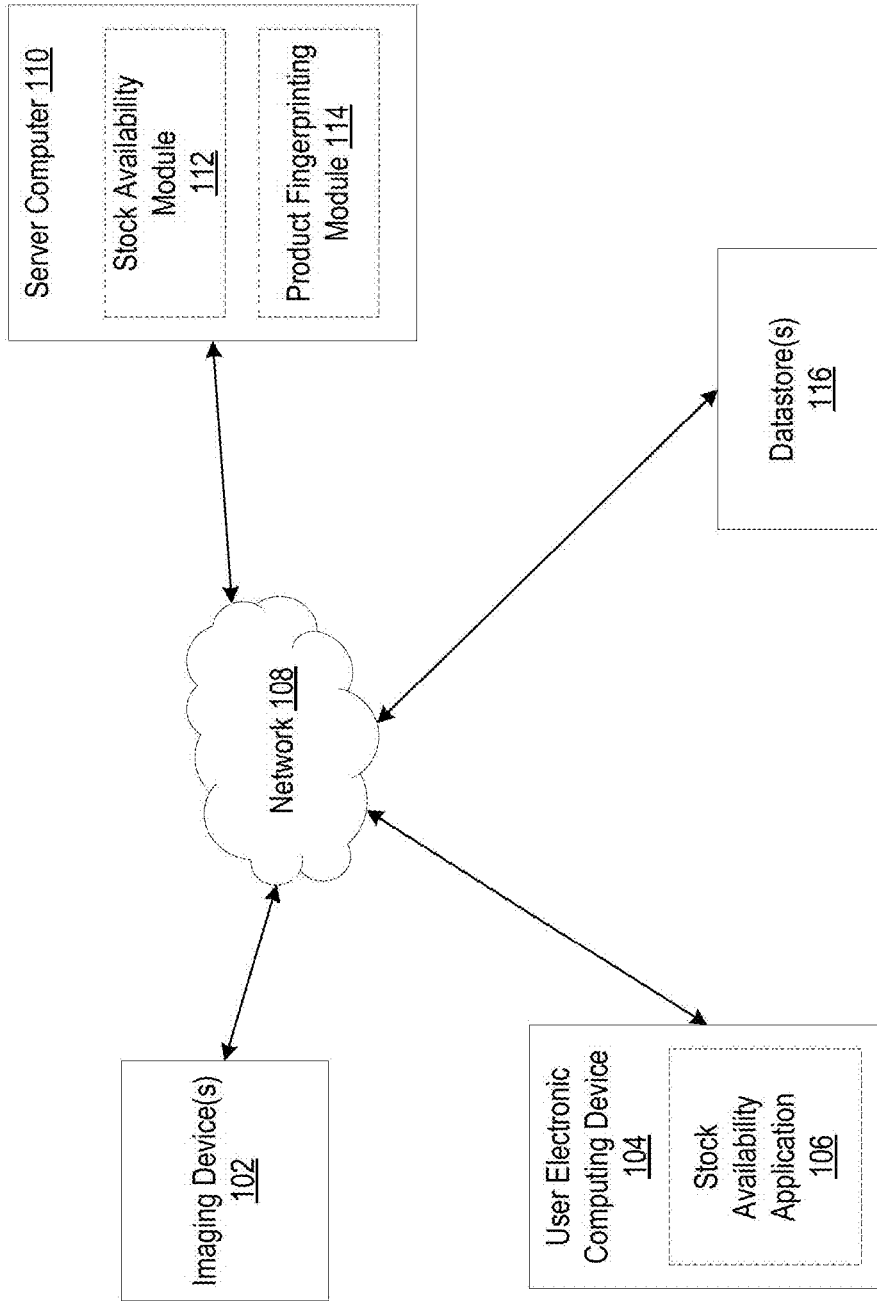 Imaging Device(s)
102
User Electronic
Computing Device
104
Stock
Availability
Application
106
Network 108
Server Computer 110
Stock Availability
Module
112
Product Fingerprinting
Module 114
Datastore(s)
116